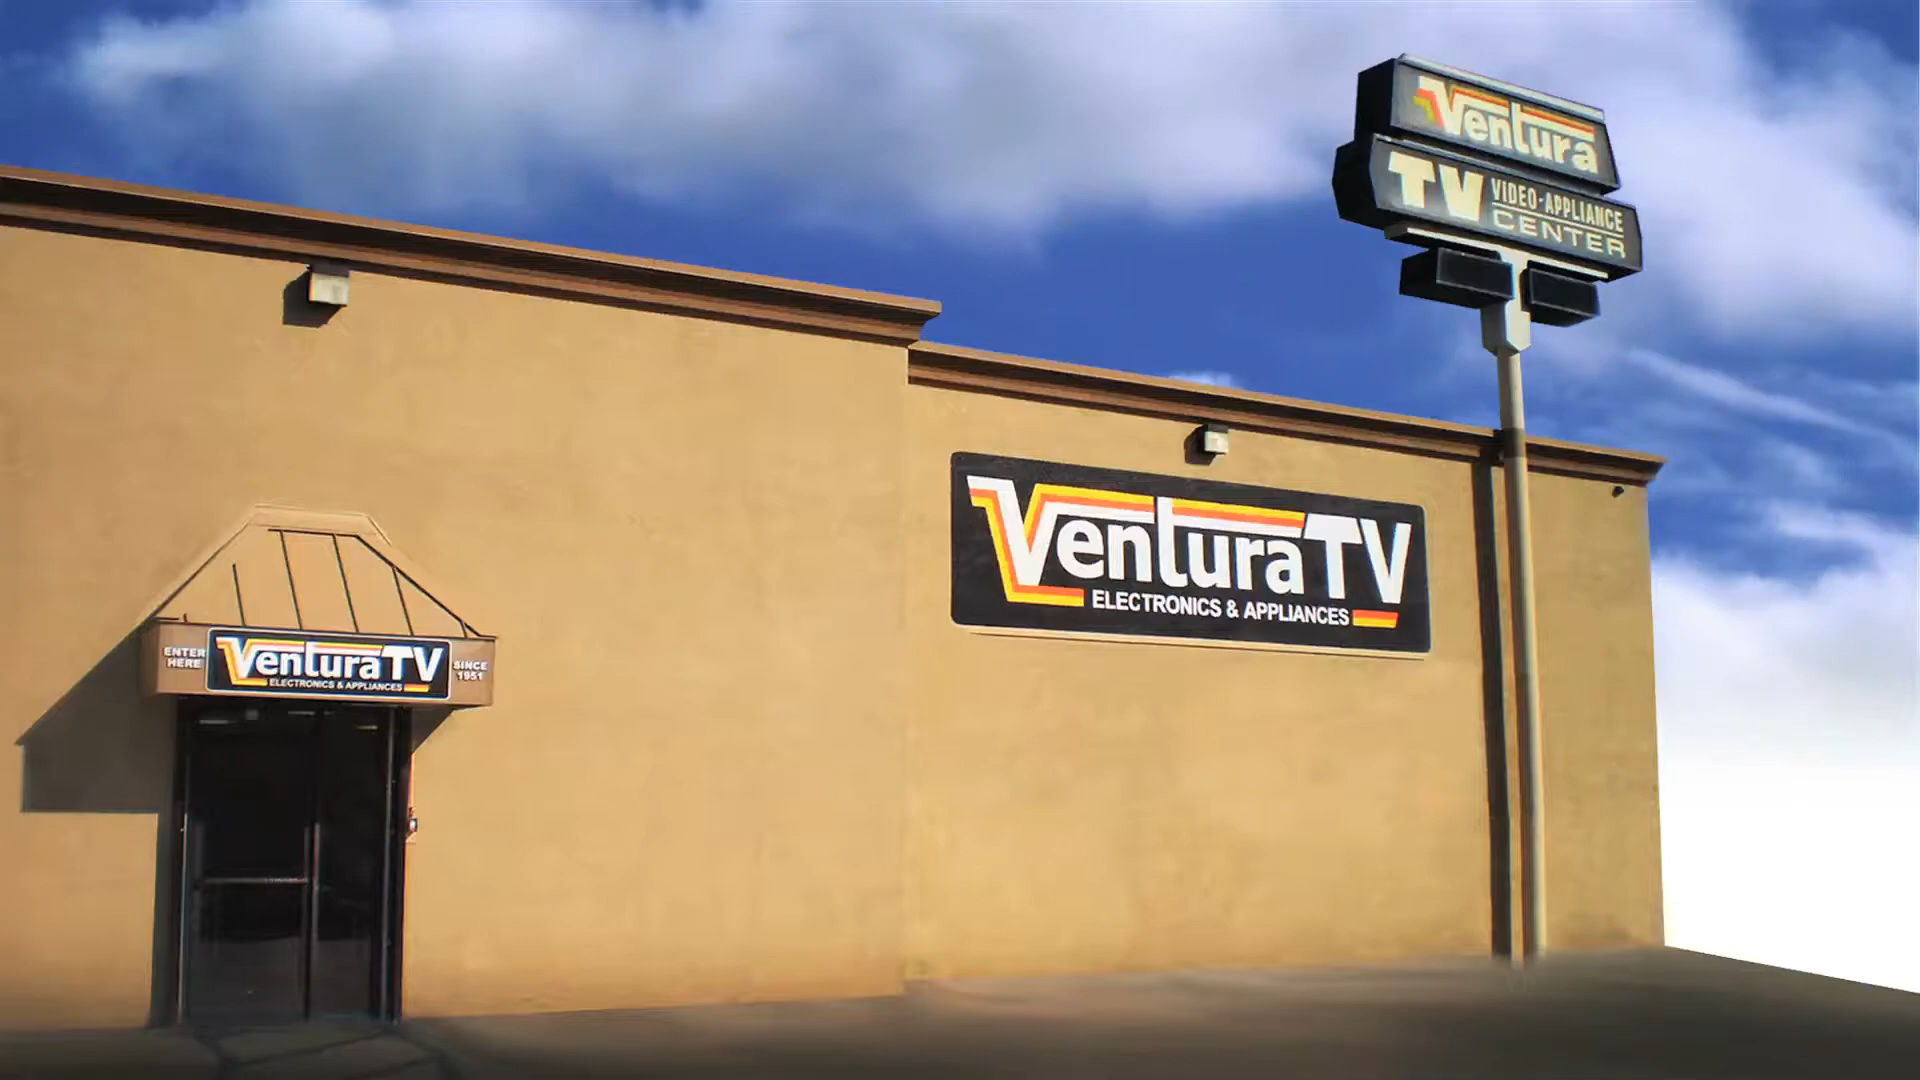 Ventura
TV VIDEO-APPLIANCE
CENTER
VenturaTV
ELECTRONICS & APPLIANCES
ENTER
HERE
VenturaTV
ELECTRONICS & APPLIANCES
SINCE
1951